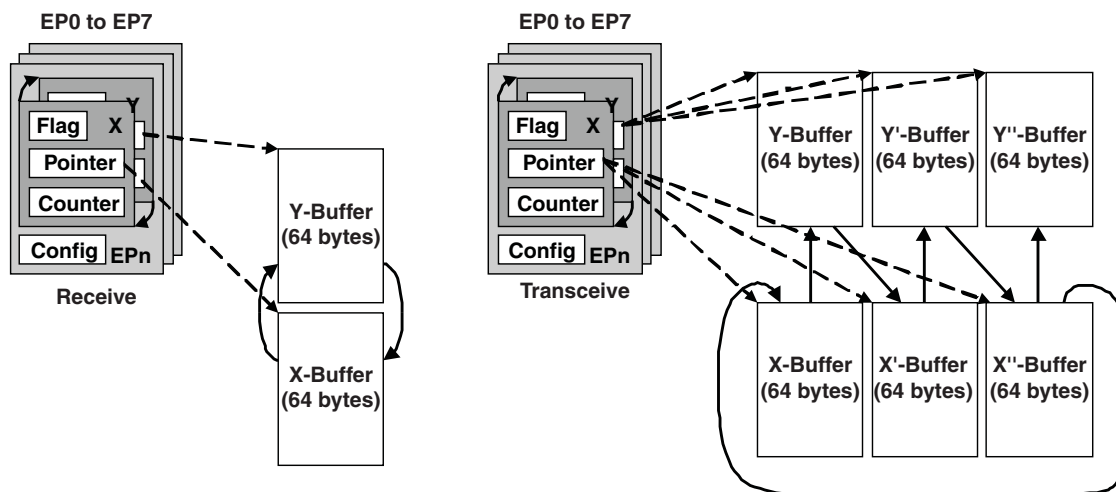 EP0 to EP7
Y
X
Flag
Pointer
Counter
Config
EPn
Receive
Y-Buffer
(64 bytes)
X-Buffer
(64 bytes)
EP0 to EP7
Y
X
Flag
Pointer
Counter
Config
EPn
Transceive
Y-Buffer
(64 bytes)
Y'-Buffer
(64 bytes)
Y''-Buffer
(64 bytes)
X-Buffer
(64 bytes)
X'-Buffer
(64 bytes)
X''-Buffer
(64 bytes)